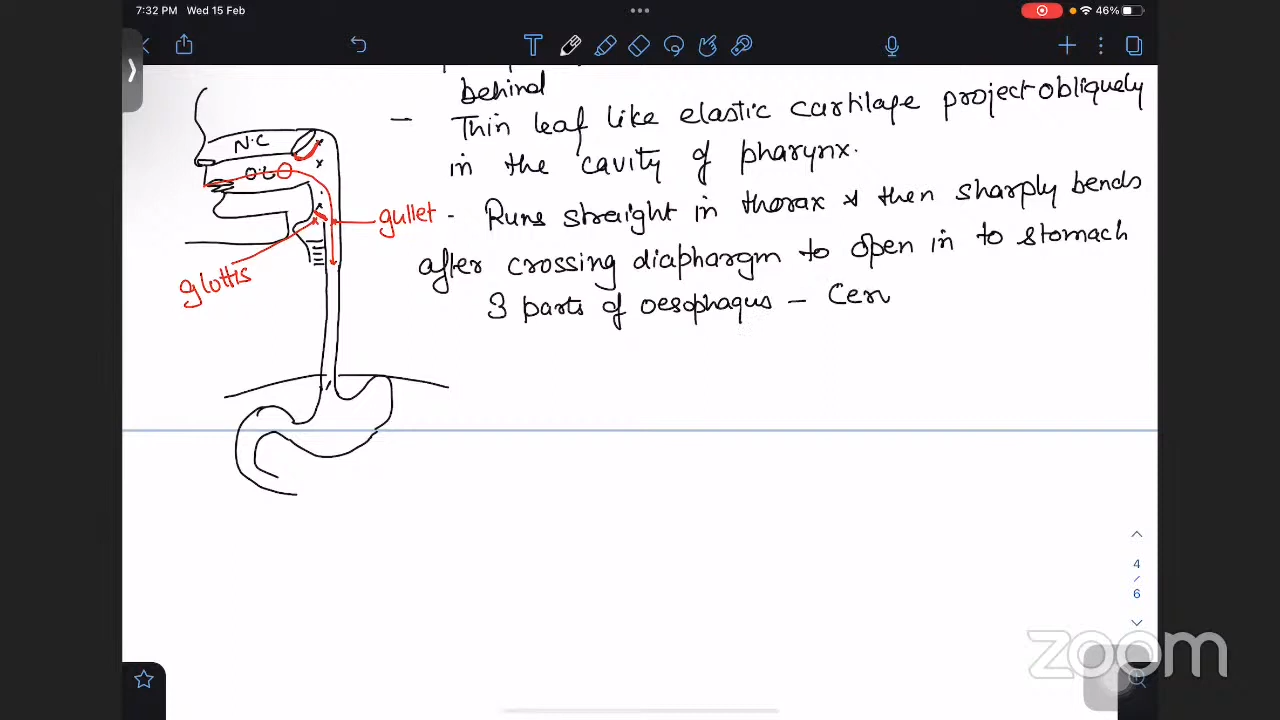 7:32 PM Wed 15 Feb
46%
behind
— Thin leaf like elastic cartilage project obliquely
in the cavity of pharynx.
- Runs straight in thorax & then sharply bends
after crossing diaphargm to open in to stomach
3 parts of oesophagus — Cerv
N.C
gullet
glottis
T
4
/
6
zoom